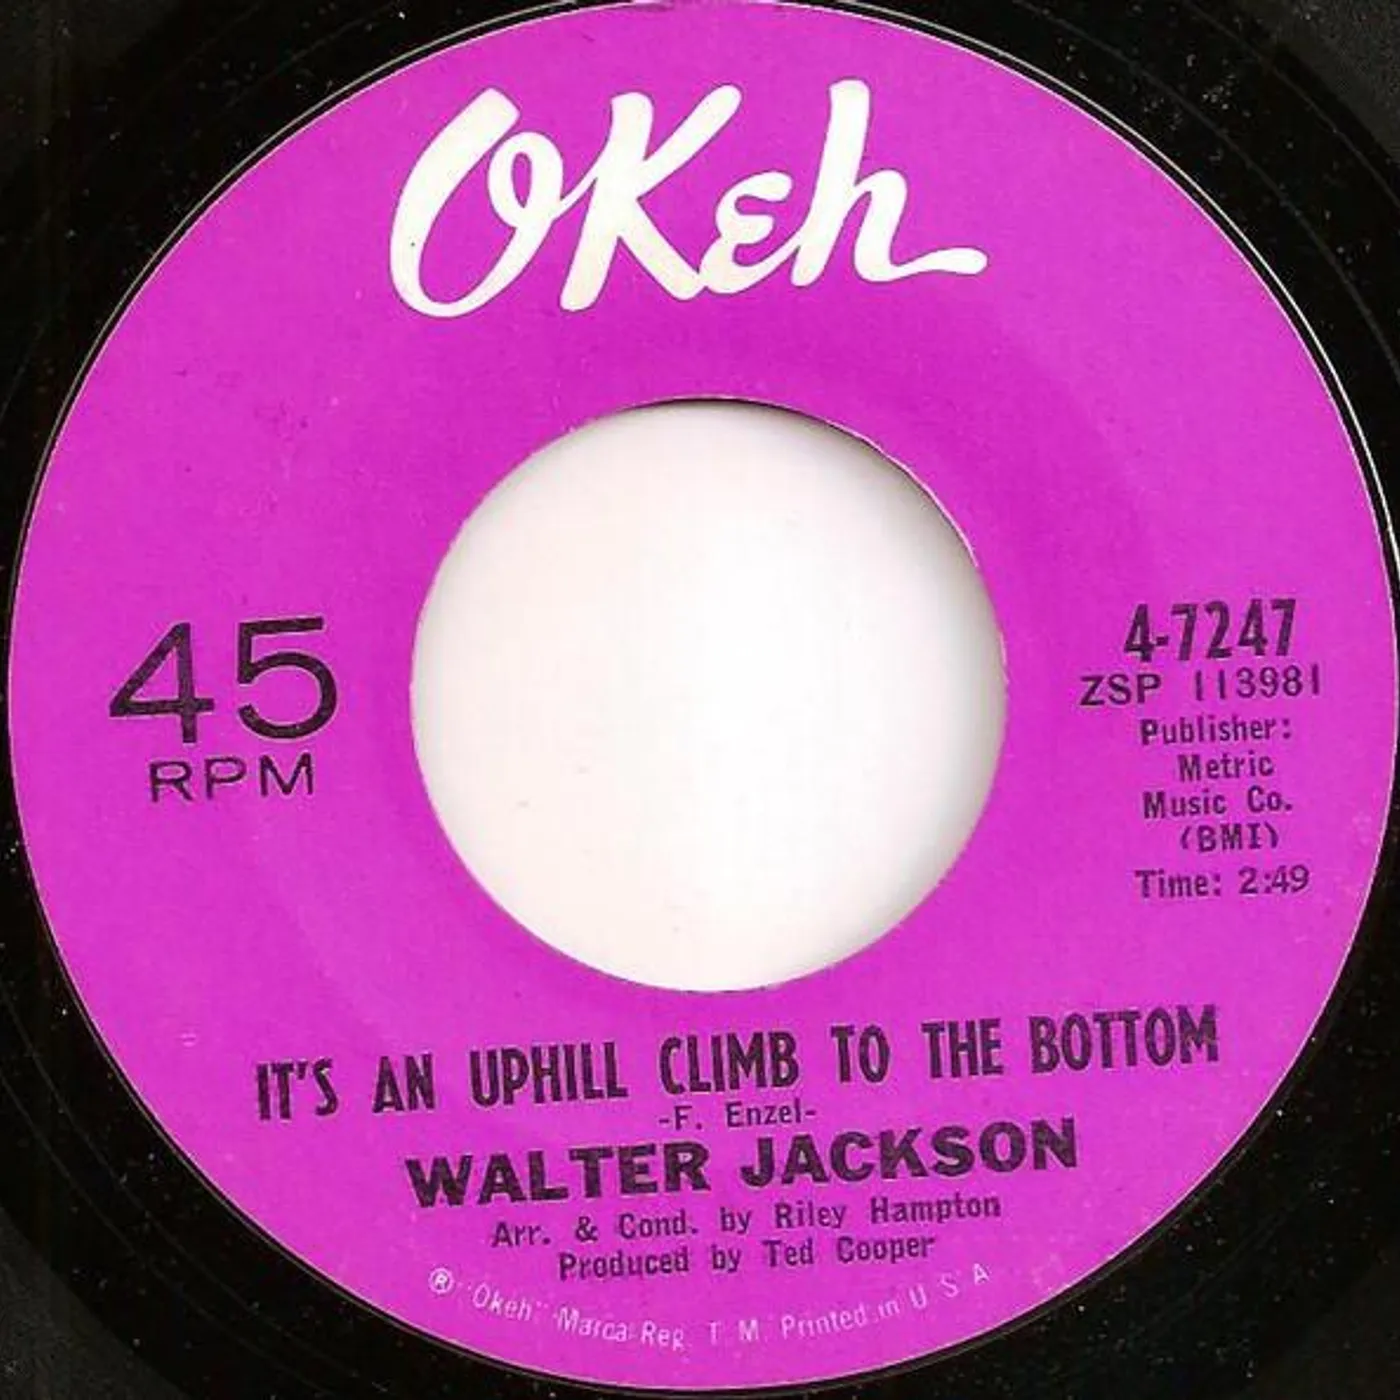 OKeh
45
RPM
4-7247
ZSP 113981
Publisher:
Metric
Music Co.
(BMI)
Time: 2:49
IT'S AN UPHILL CLIMB TO THE BOTTOM
-F. Enzel-
WALTER JACKSON
Arr. & Cond. by Riley Hampton
Produced by Ted Cooper
® "Okeh" Marca Reg. T M Printed in U S A